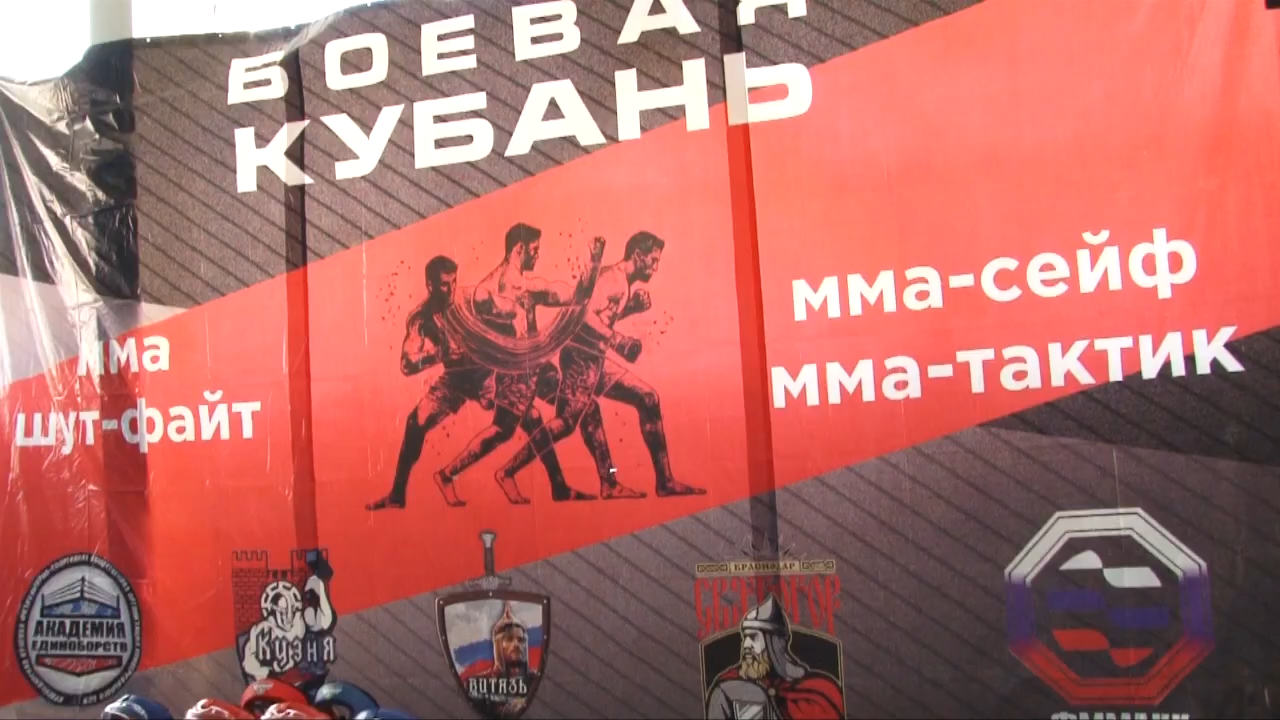 БОЕВАЯ
КУБАНЬ
мма
шут-файт
мма-сейф
мма-тактик
АКАДЕМИЯ
ЕДИНОБОРСТВ
Кузня
ВИТЯЗЬ
КРАСНОДАР
СВЯТОГОР